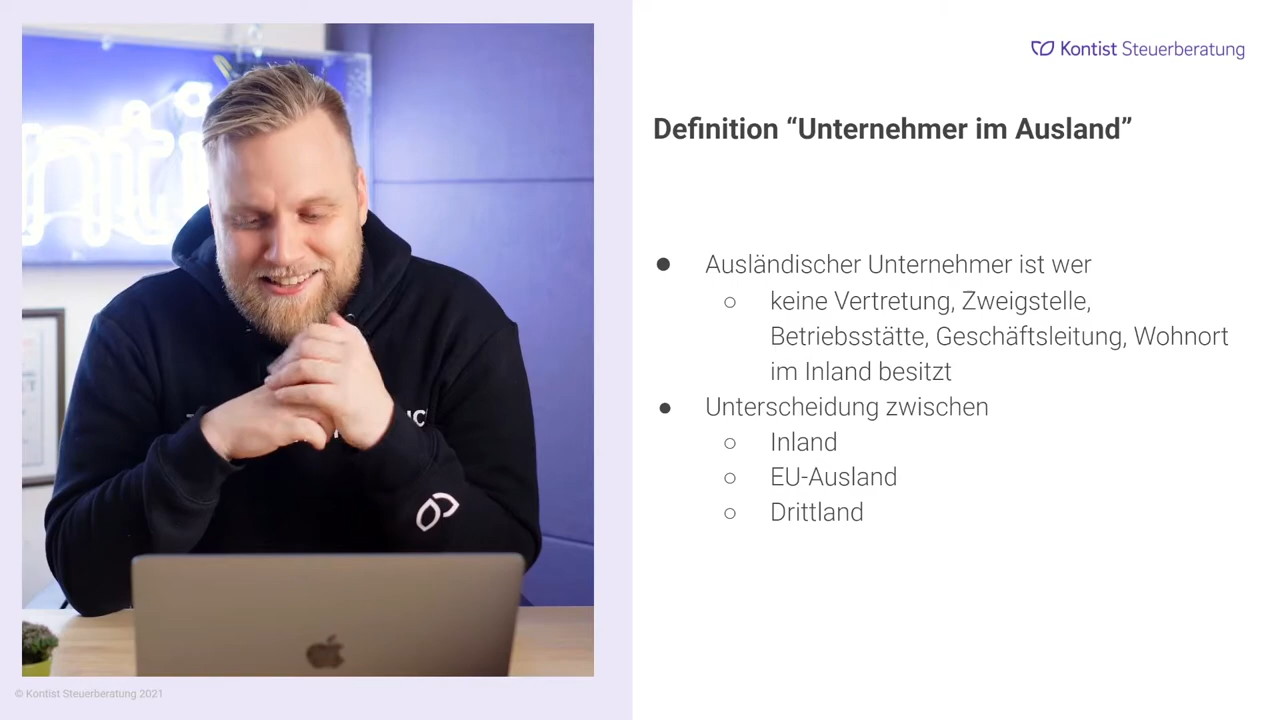 Kontist Steuerberatung
Definition “Unternehmer im Ausland”
● Ausländischer Unternehmer ist wer
○ keine Vertretung, Zweigstelle,
Betriebsstätte, Geschäftsleitung, Wohnort
im Inland besitzt
● Unterscheidung zwischen
○ Inland
○ EU-Ausland
○ Drittland
© Kontist Steuerberatung 2021